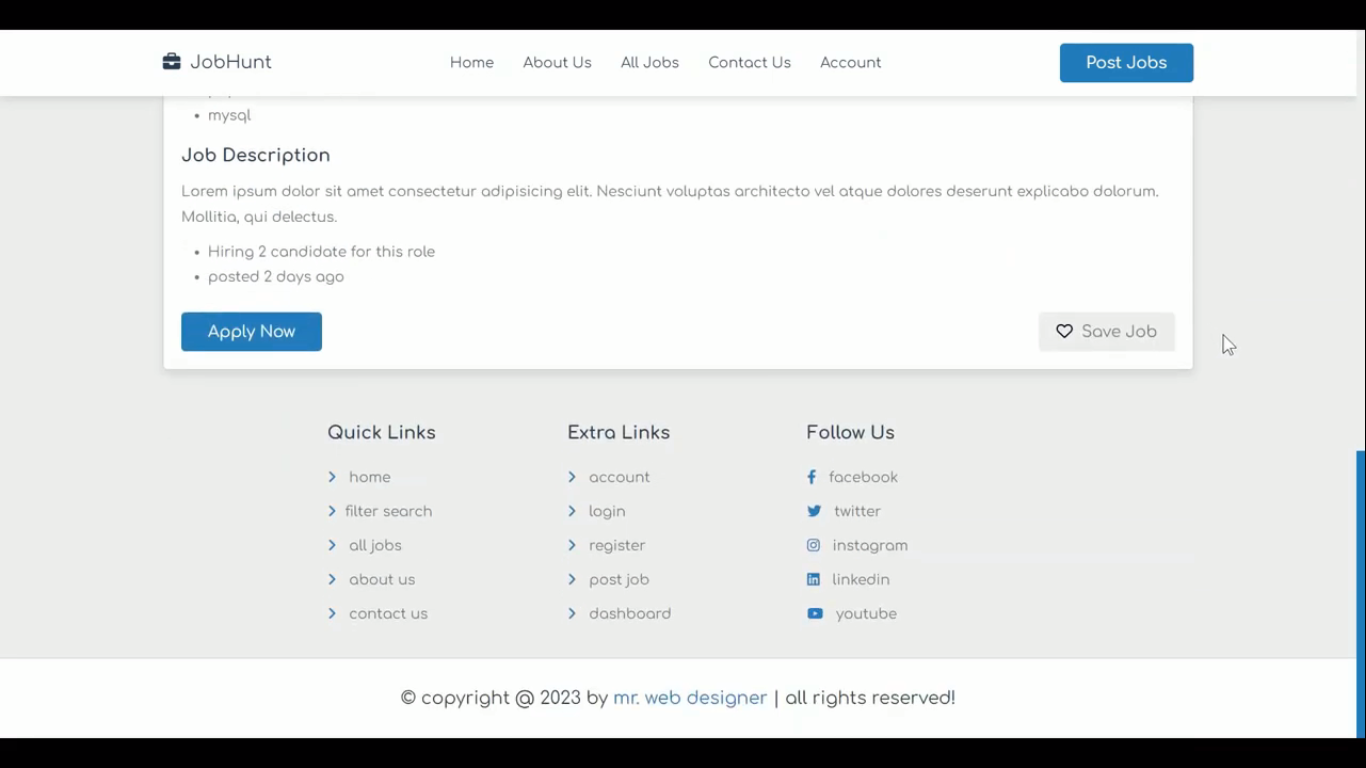 JobHunt
Home
About Us
All Jobs
Contact Us
Account
Post Jobs
mysql
Job Description
Lorem ipsum dolor sit amet consectetur adipisicing elit. Nesciunt voluptas architecto vel atque dolores deserunt explicabo dolorum.
Mollitia, qui delectus.
Hiring 2 candidate for this role
posted 2 days ago
Apply Now
Save Job
Quick Links
home
filter search
all jobs
about us
contact us
Extra Links
account
login
register
post job
dashboard
Follow Us
facebook
twitter
instagram
linkedin
youtube
© copyright @ 2023 by mr. web designer | all rights reserved!